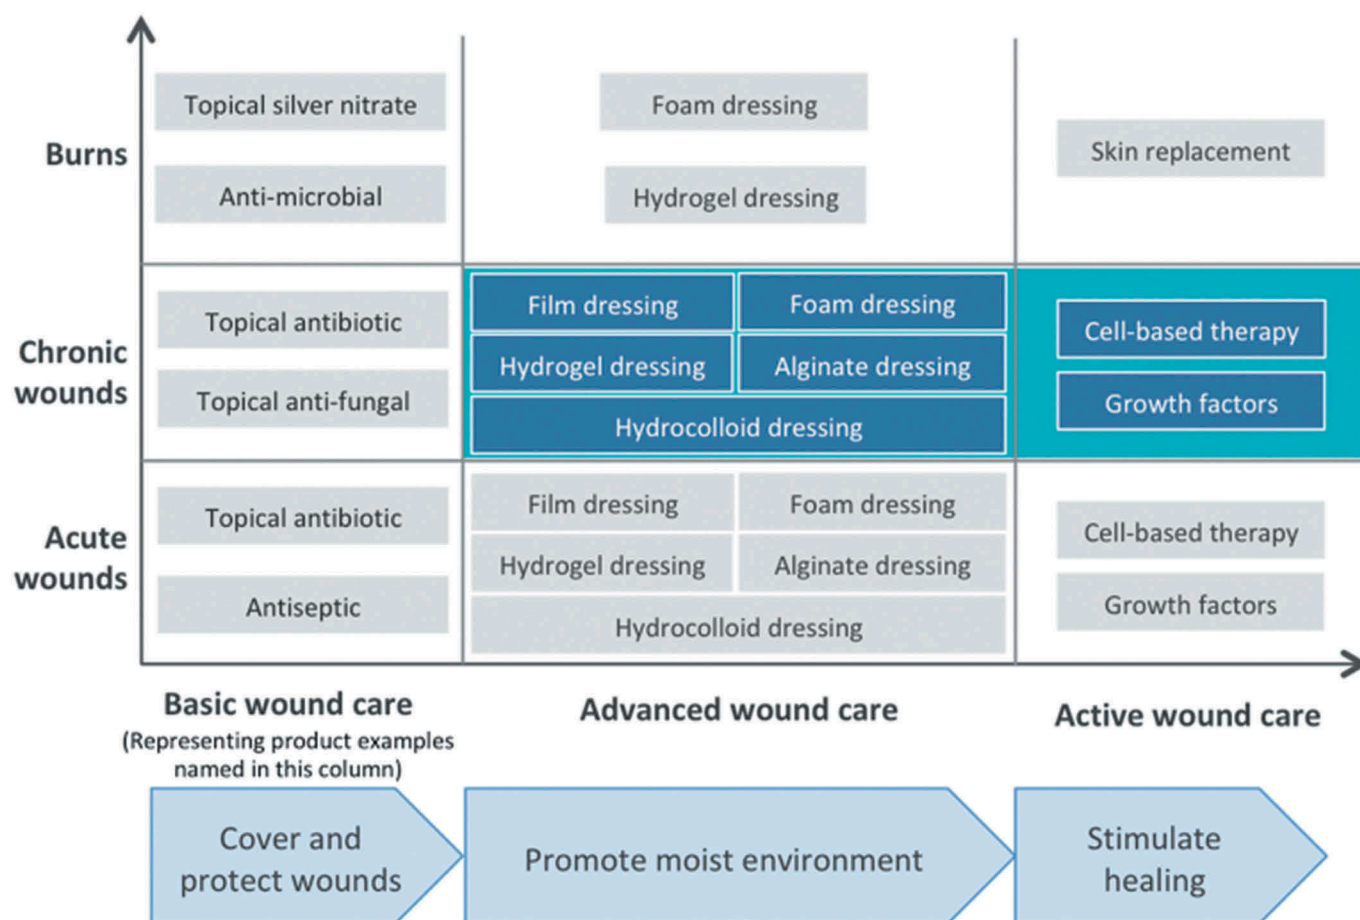 Burns
Topical silver nitrate
Anti-microbial
Foam dressing
Hydrogel dressing
Skin replacement
Chronic
wounds
Topical antibiotic
Topical anti-fungal
Film dressing
Foam dressing
Hydrogel dressing
Alginate dressing
Hydrocolloid dressing
Cell-based therapy
Growth factors
Acute
wounds
Topical antibiotic
Antiseptic
Film dressing
Foam dressing
Hydrogel dressing
Alginate dressing
Hydrocolloid dressing
Cell-based therapy
Growth factors
Basic wound care
(Representing product examples
named in this column)
Advanced wound care
Active wound care
Cover and
protect wounds
Promote moist environment
Stimulate
healing